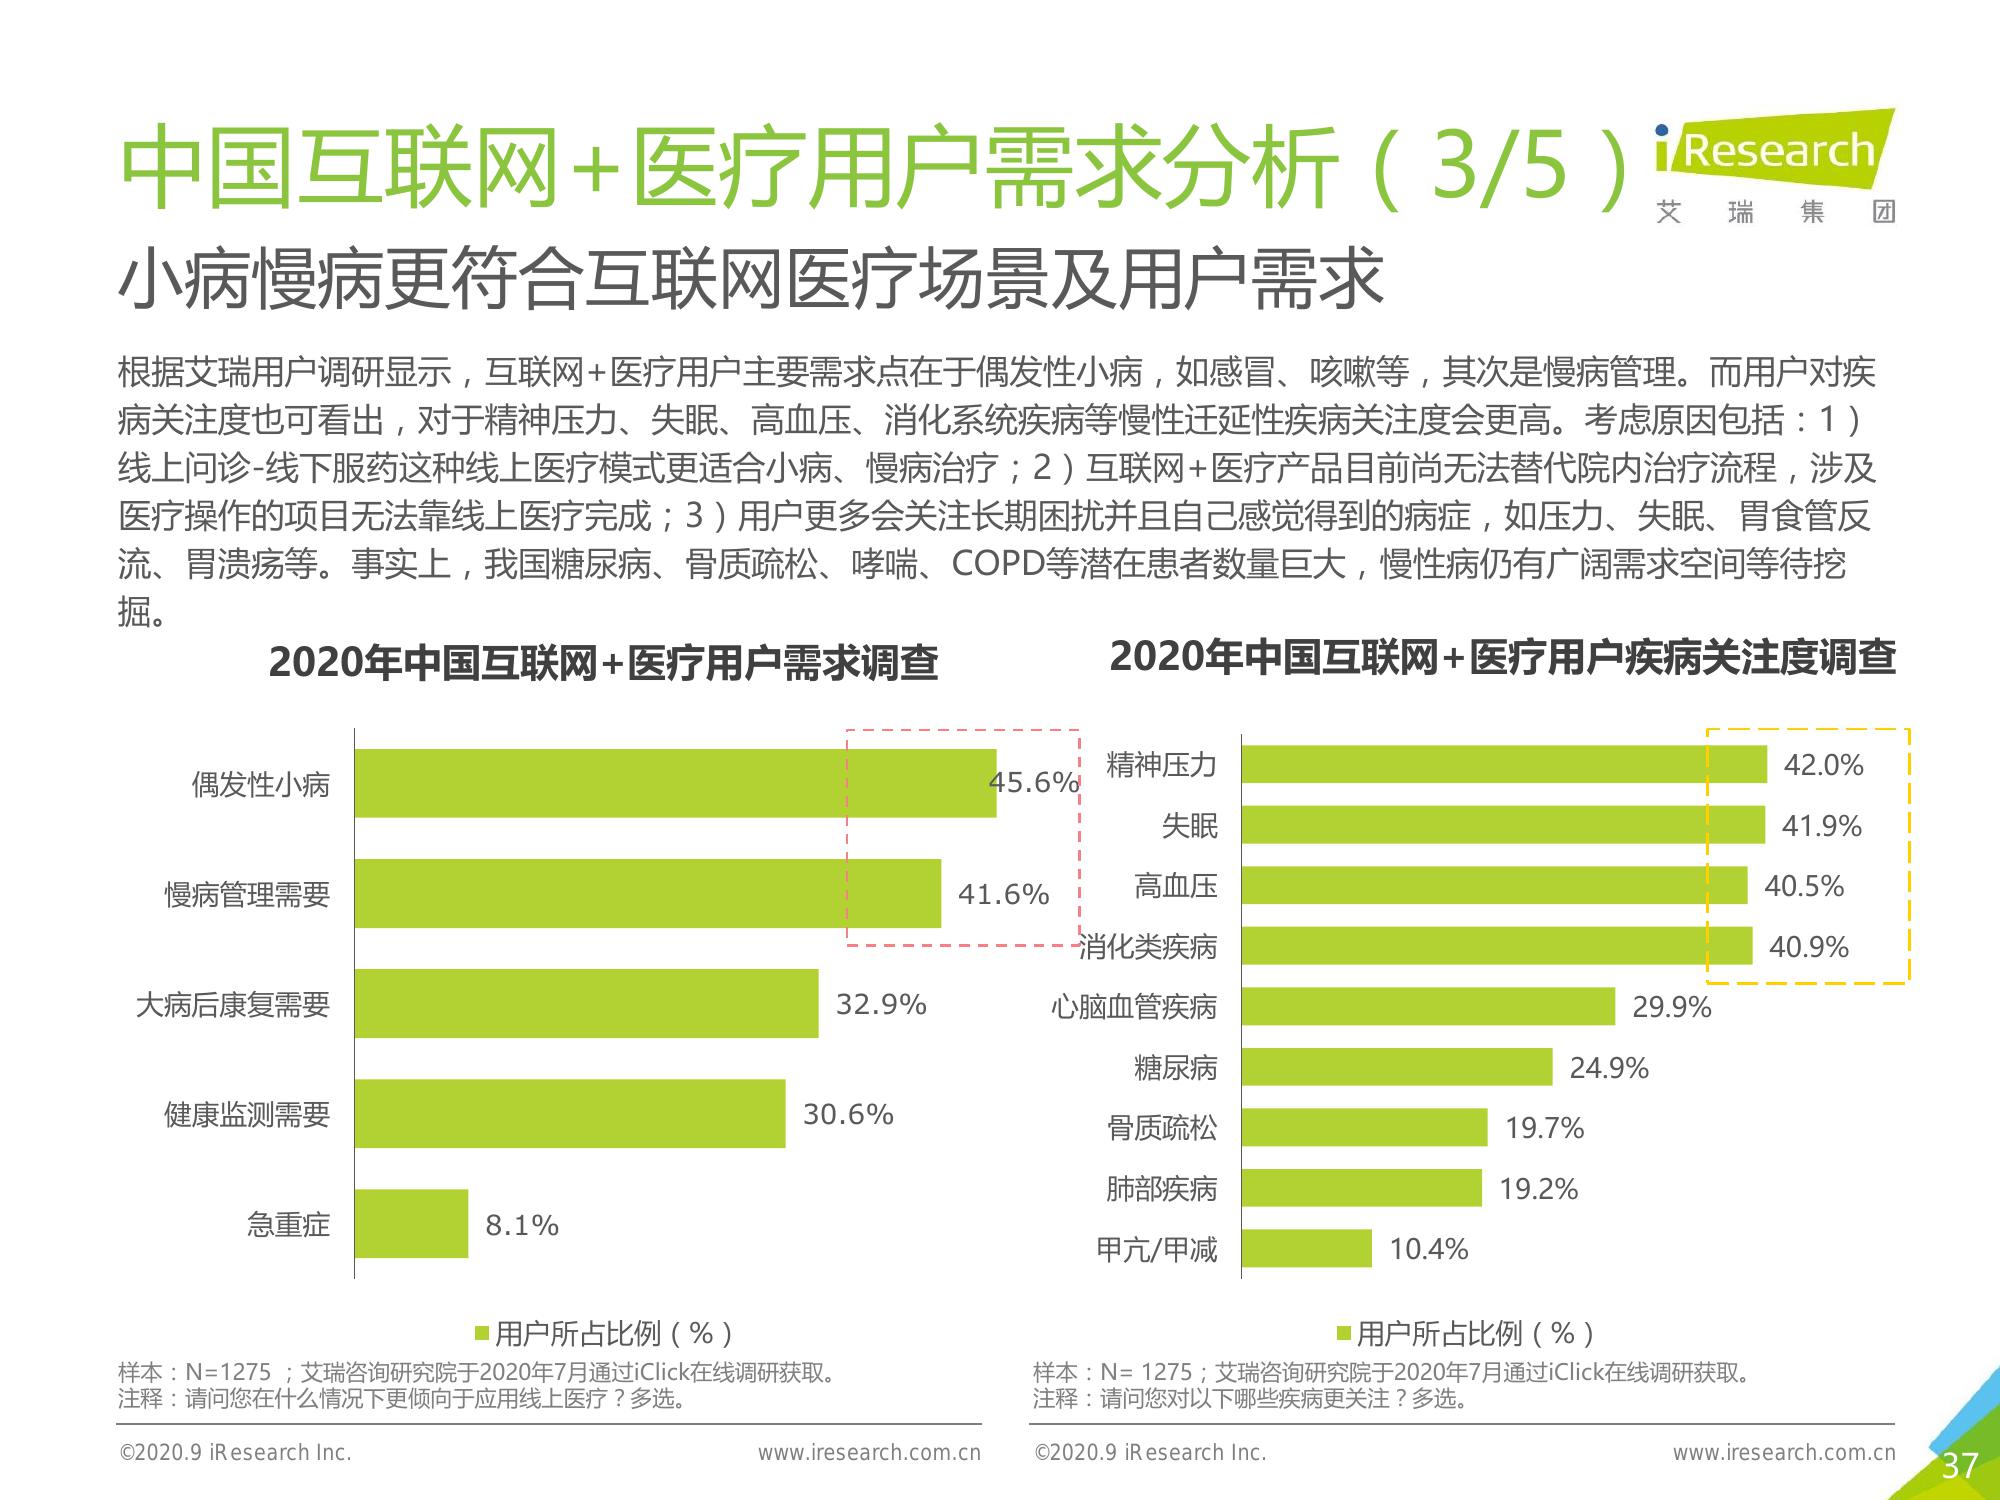 中国互联网+医疗用户需求分析（3/5）
iResearch
艾瑞集团
小病慢病更符合互联网医疗场景及用户需求
根据艾瑞用户调研显示，互联网+医疗用户主要需求点在于偶发性小病，如感冒、咳嗽等，其次是慢病管理。而用户对疾
病关注度也可看出，对于精神压力、失眠、高血压、消化系统疾病等慢性迁延性疾病关注度会更高。考虑原因包括：1）
线上问诊-线下服药这种线上医疗模式更适合小病、慢病治疗；2）互联网+医疗产品目前尚无法替代院内治疗流程，涉及
医疗操作的项目无法靠线上医疗完成；3）用户更多会关注长期困扰并且自己感觉得到的病症，如压力、失眠、胃食管反
流、胃溃疡等。事实上，我国糖尿病、骨质疏松、哮喘、COPD等潜在患者数量巨大，慢性病仍有广阔需求空间等待挖
掘。
2020年中国互联网+医疗用户需求调查
偶发性小病 45.6%
慢病管理需要 41.6%
大病后康复需要 32.9%
健康监测需要 30.6%
急重症 8.1%
用户所占比例（%）
样本：N=1275 ；艾瑞咨询研究院于2020年7月通过iClick在线调研获取。
注释：请问您在什么情况下更倾向于应用线上医疗？多选。
©2020.9 iResearch Inc. www.iresearch.com.cn
2020年中国互联网+医疗用户疾病关注度调查
精神压力 42.0%
失眠 41.9%
高血压 40.5%
消化类疾病 40.9%
心脑血管疾病 29.9%
糖尿病 24.9%
骨质疏松 19.7%
肺部疾病 19.2%
甲亢/甲减 10.4%
用户所占比例（%）
样本：N= 1275；艾瑞咨询研究院于2020年7月通过iClick在线调研获取。
注释：请问您对以下哪些疾病更关注？多选。
©2020.9 iResearch Inc. www.iresearch.com.cn
37